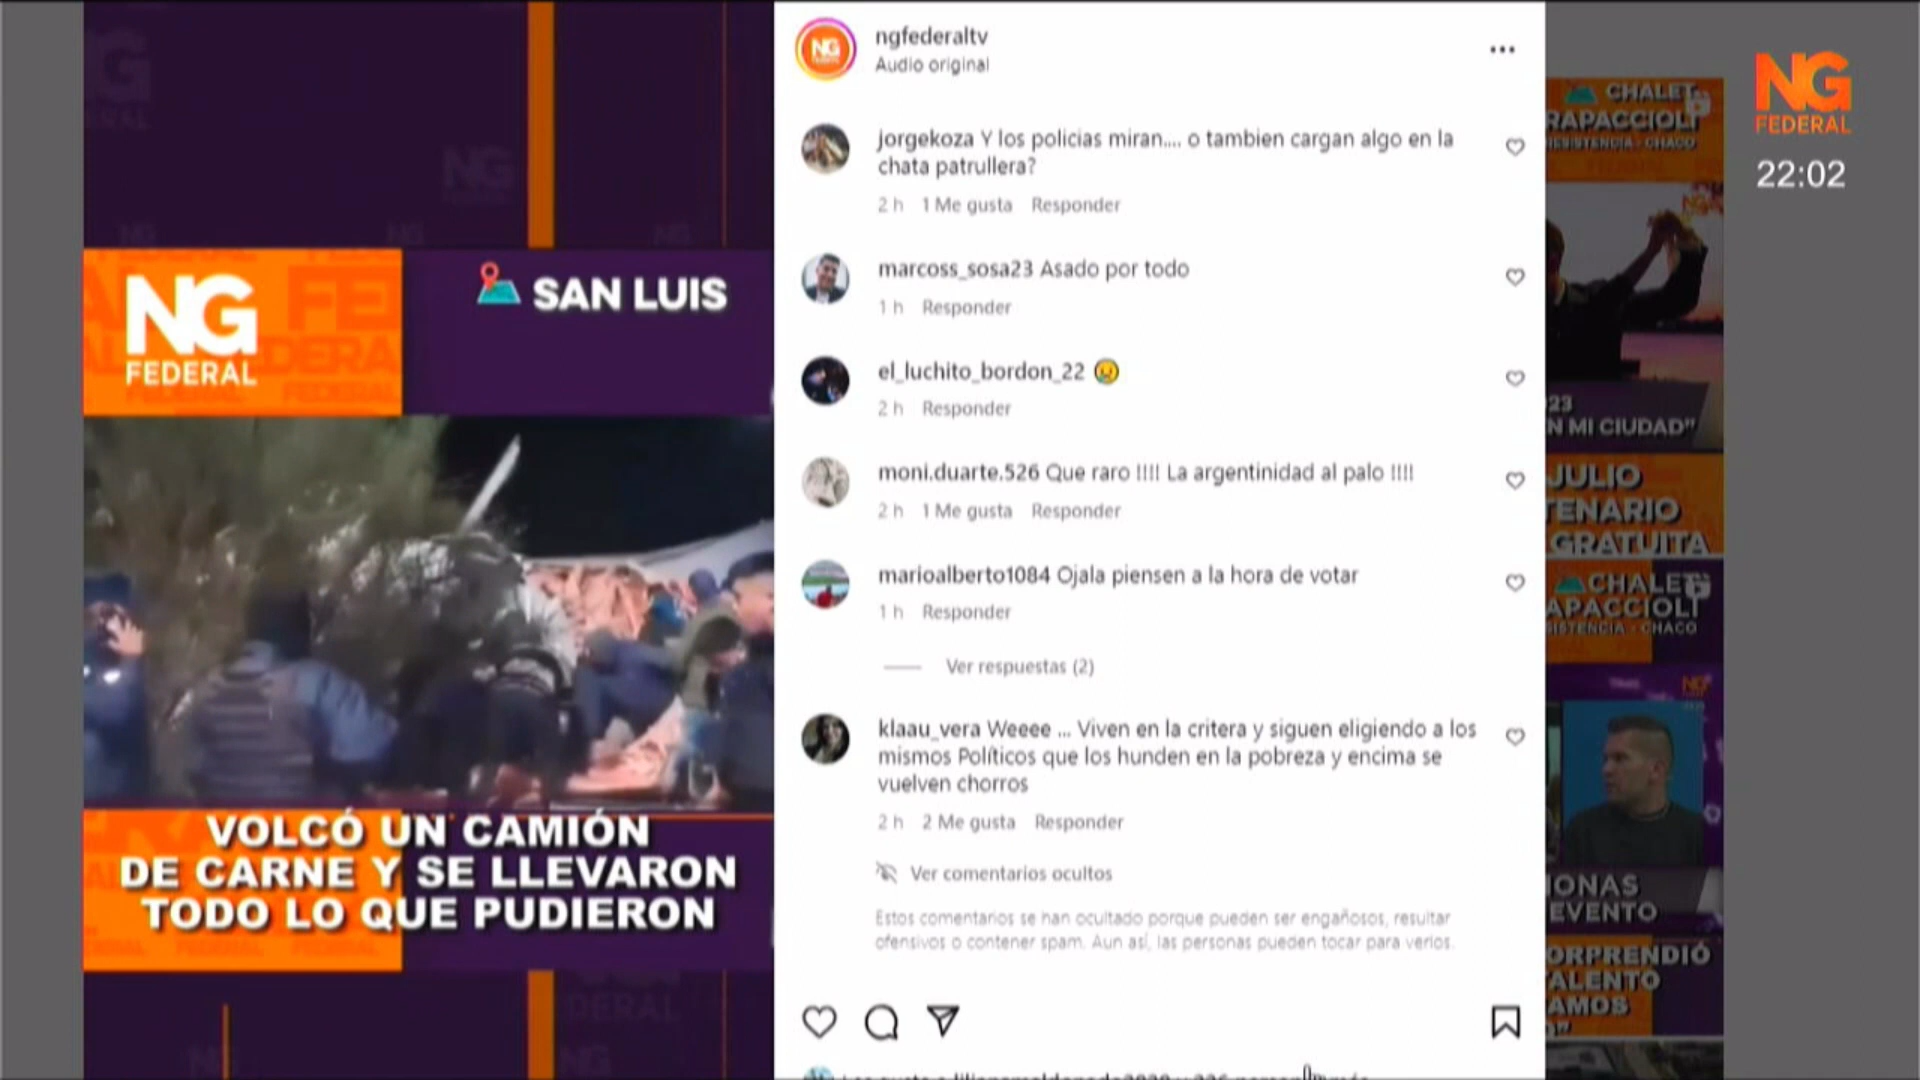 NG
FEDERAL
SAN LUIS
VOLCÓ UN CAMIÓN
DE CARNE Y SE LLEVARON
TODO LO QUE PUDIERON
ngfederaltv
Audio original
jorgekoza Y los policias miran.... o tambien cargan algo en la
chata patrullera?
2 h 1 Me gusta Responder
marcoss_sosa23 Asado por todo
1 h Responder
el_luchito_bordon_22 😥
2 h Responder
moni.duarte.526 Que raro !!!! La argentinidad al palo !!!!
2 h 1 Me gusta Responder
marioalberto1084 Ojala piensen a la hora de votar
1 h Responder
Ver respuestas (2)
klaau_vera Weeee ... Viven en la critera y siguen eligiendo a los
mismos Políticos que los hunden en la pobreza y encima se
vuelven chorros
2 h 2 Me gusta Responder
Ver comentarios ocultos
Estos comentarios se han ocultado porque pueden ser engañosos, resultar
ofensivos o contener spam. Aun así, las personas pueden tocar para verlos.
CHALET
RAPACCIOLI
RESISTENCIA - CHACO
23
N MI CIUDAD"
JULIO
TENARIO
GRATUITA
CHALET
APACCIOLI
SISTENCIA - CHACO
IONAS
EVENTO
ORPRENDIÓ
ALENTO
AMOS
NG
FEDERAL
22:02